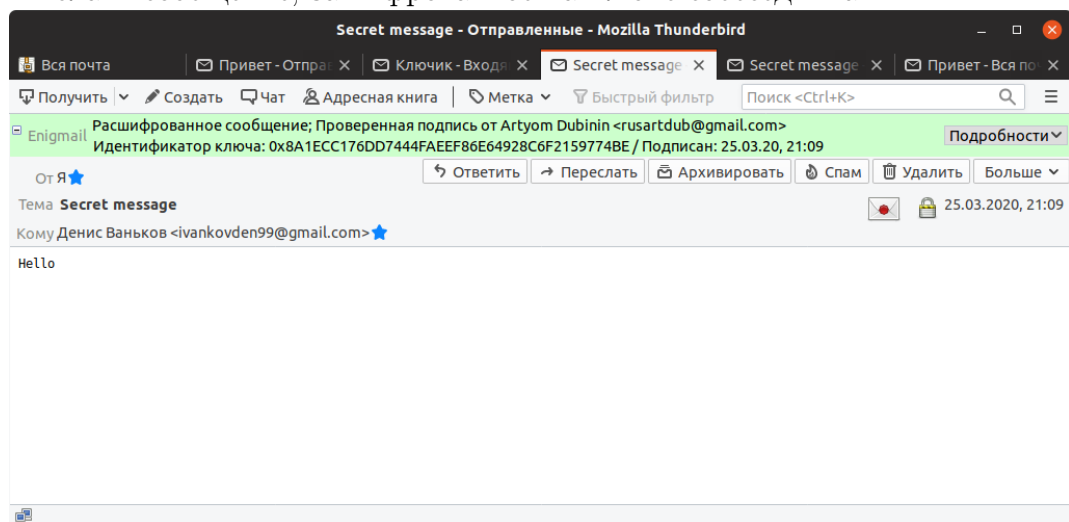 Secret message - Отправленные - Mozilla Thunderbird
Вся почта Привет - Отпра Ключик - Входя Secret message Secret message Привет - Вся по
Получить Создать Чат Адресная книга Метка Быстрый фильтр Поиск <Ctrl+K>
Enigmail Расшифрованное сообщение; Проверенная подпись от Artyom Dubinin <rusartdub@gmail.com>
Идентификатор ключа: 0x8A1ECC176DD7444FAEEF86E64928C6F2159774BE / Подписан: 25.03.20, 21:09
Подробности
От Я Ответить Переслать Архивировать Спам Удалить Больше
Тема Secret message 25.03.2020, 21:09
Кому Денис Ваньков <ivankovden99@gmail.com>
Hello